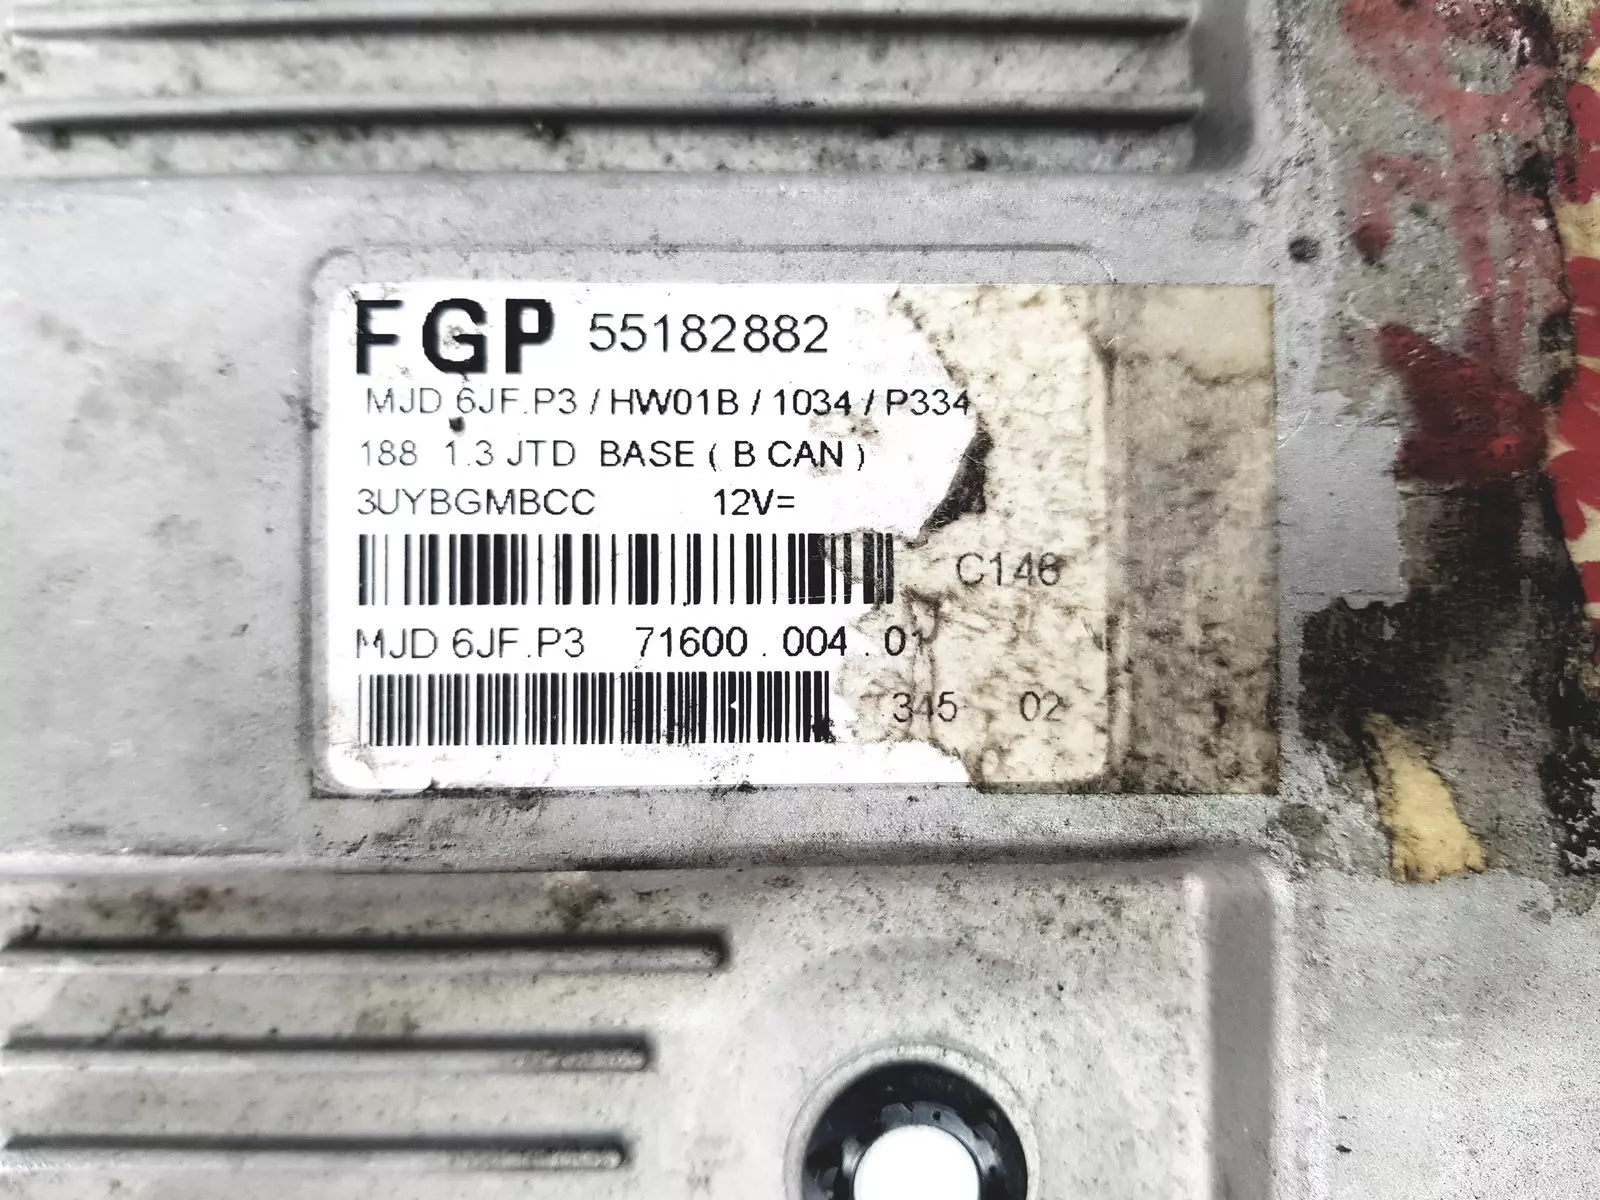 FGP 55182882
MJD 6JF.P3 / HW01B / 1034 / P334
188 1.3 JTD BASE ( B CAN )
3UYBGMBCC 12V=
C146
MJD 6JF.P3 71600 . 004 . 01
345 02